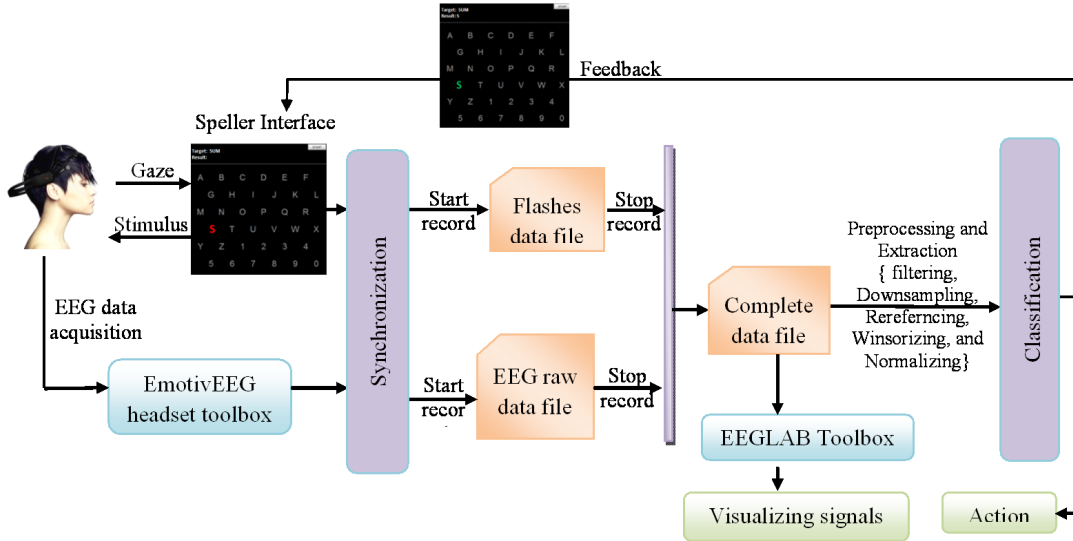 Target: SUM
Result: S
A B C D E F
G H I J K L
M N O P Q R
S T U V W X
Y Z 1 2 3 4
5 6 7 8 9 0
Feedback
Speller Interface
Target: SUM
Result:
A B C D E F
G H I J K L
M N O P Q R
S T U V W X
Y Z 1 2 3 4
5 6 7 8 9 0
Gaze
Stimulus
EEG data
acquisition
EmotivEEG
headset toolbox
Synchronization
Start
record
Flashes
data file
Stop
record
Start
recor
EEG raw
data file
Stop
record
Complete
data file
Preprocessing and
Extraction
{ filtering,
Downsampling,
Rereferncing,
Winsorizing, and
Normalizing}
Classification
EEGLAB Toolbox
Visualizing signals
Action